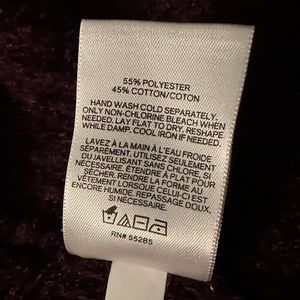 55% POLYESTER
45% COTTON/COTON
HAND WASH COLD SEPARATELY.
ONLY NON-CHLORINE BLEACH WHEN
NEEDED. LAY FLAT TO DRY. RESHAPE
WHILE DAMP. COOL IRON IF NEEDED.
LAVEZ À LA MAIN À L'EAU FROIDE
SÉPARÉMENT. UTILISEZ SEULEMENT
DU JAVELLISANT SANS CHLORE, SI
NÉCESSAIRE. ÉTENDRE À PLAT POUR
SÉCHER. RENDRE LA FORME AU
VÊTEMENT LORSQUE CELUI-CI EST
ENCORE HUMIDE. REPASSAGE DOUX,
SI NÉCESSAIRE.
RN# 55285